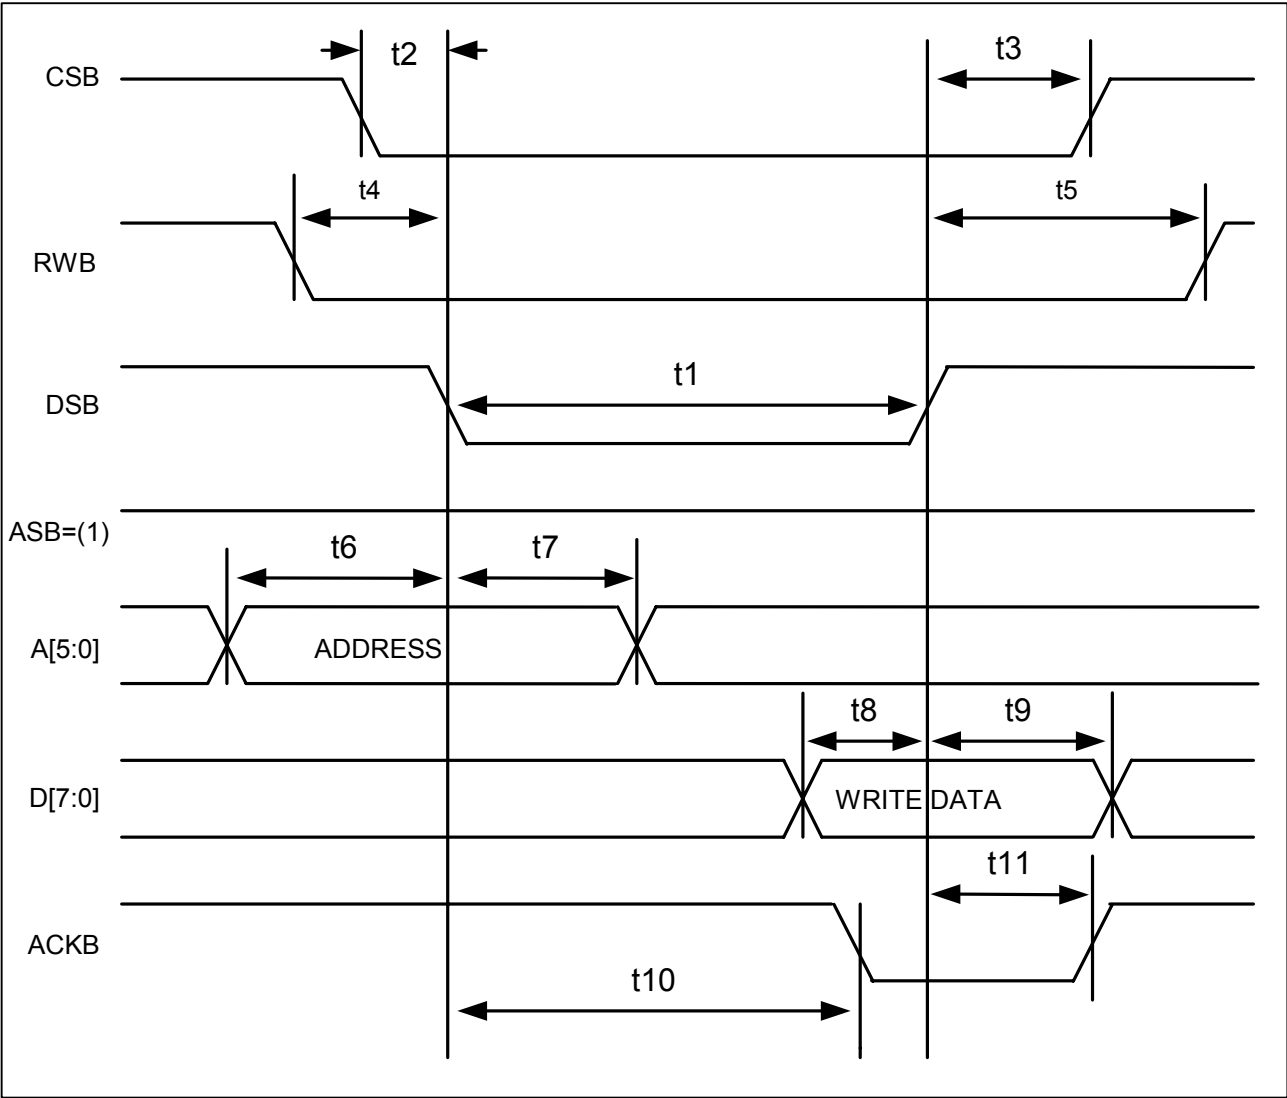 t2
t3
CSB
t4
t5
RWB
t1
DSB
ASB=(1)
t6
t7
A[5:0]
ADDRESS
t8
t9
D[7:0]
WRITE DATA
t11
ACKB
t10